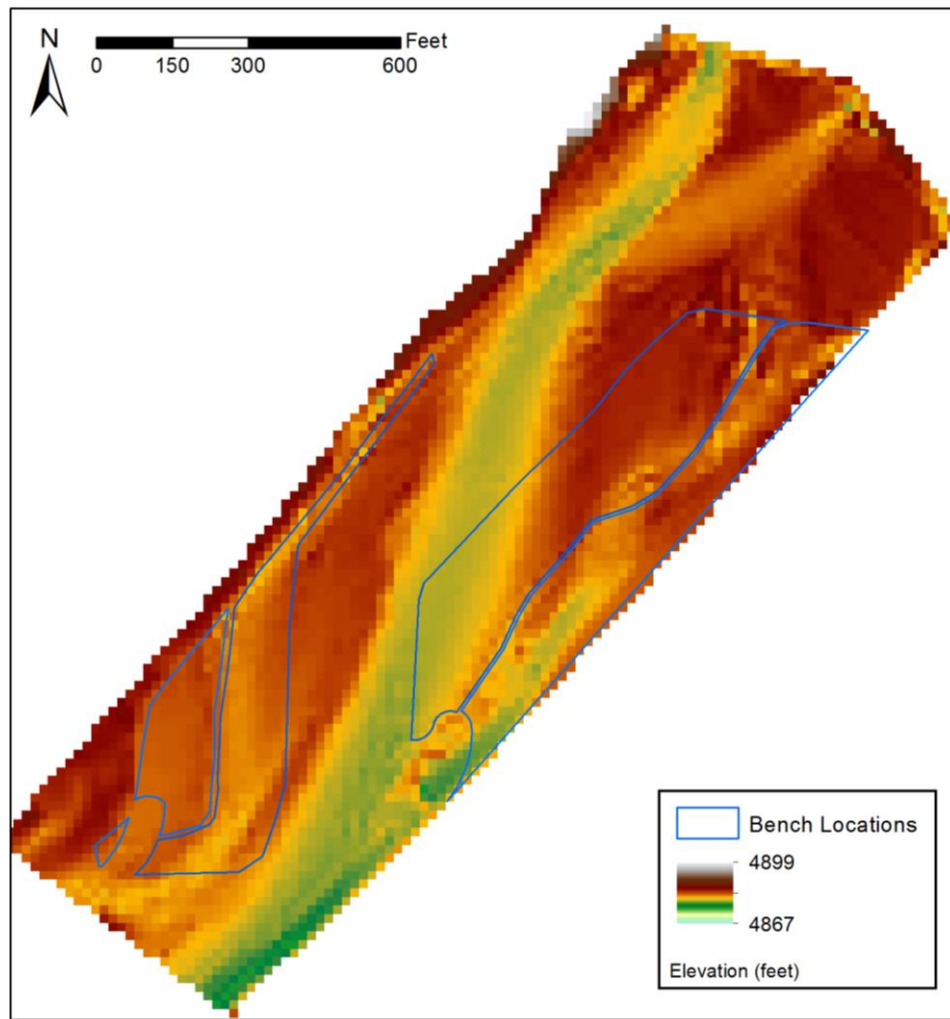 N
Feet
0 150 300 600
Bench Locations
4899
4867
Elevation (feet)